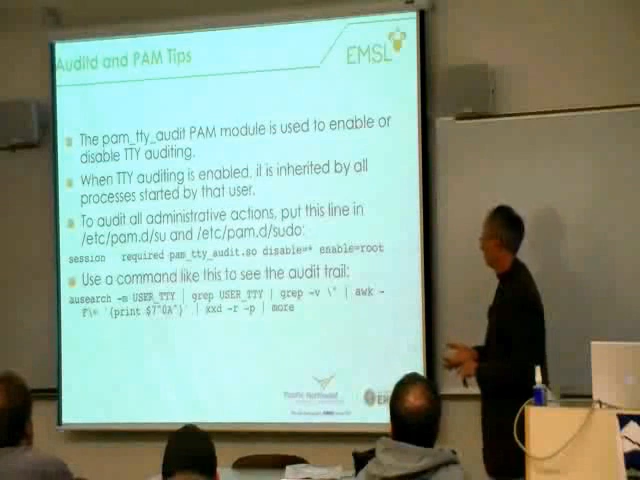 Auditd and PAM Tips
EMSL
The pam_tty_audit PAM module is used to enable or
disable TTY auditing.
When TTY auditing is enabled, it is inherited by all
processes started by that user.
To audit all administrative actions, put this line in
/etc/pam.d/su and /etc/pam.d/sudo:
session required pam_tty_audit.so disable=* enable=root
Use a command like this to see the audit trail:
ausearch -m USER_TTY | grep USER_TTY | grep -v \" | awk -
F\= '{print $7"0A"}' | xxd -r -p | more
Pacific Northwest